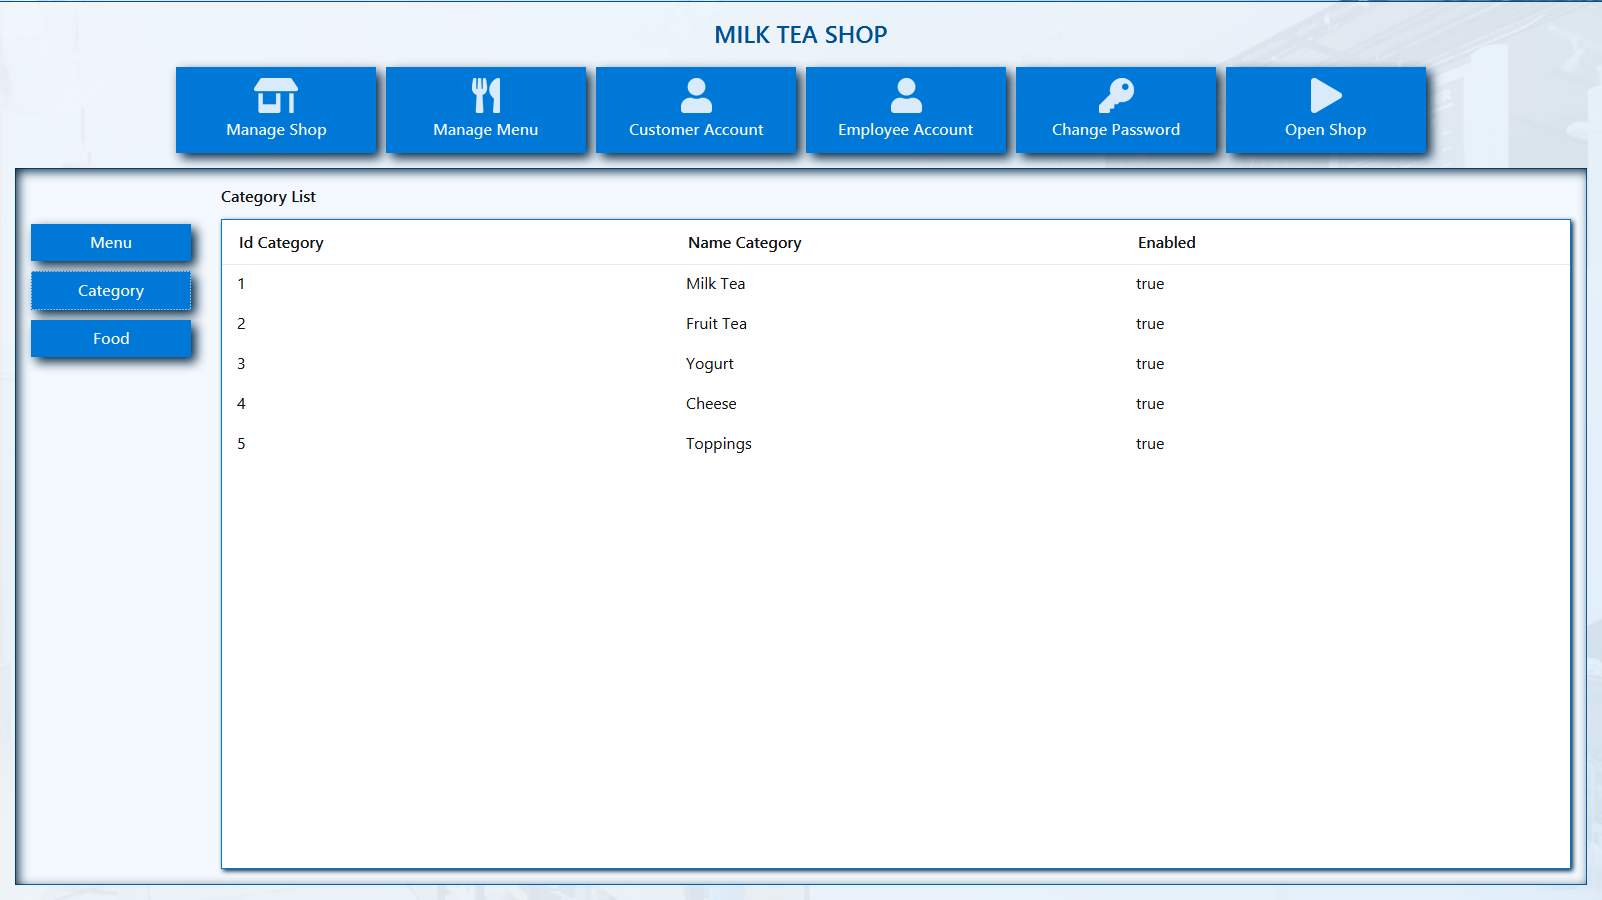 MILK TEA SHOP
Manage Shop
Manage Menu
Customer Account
Employee Account
Change Password
Open Shop
Menu
Category
Food
Category List
Id Category Name Category Enabled
1 Milk Tea true
2 Fruit Tea true
3 Yogurt true
4 Cheese true
5 Toppings true